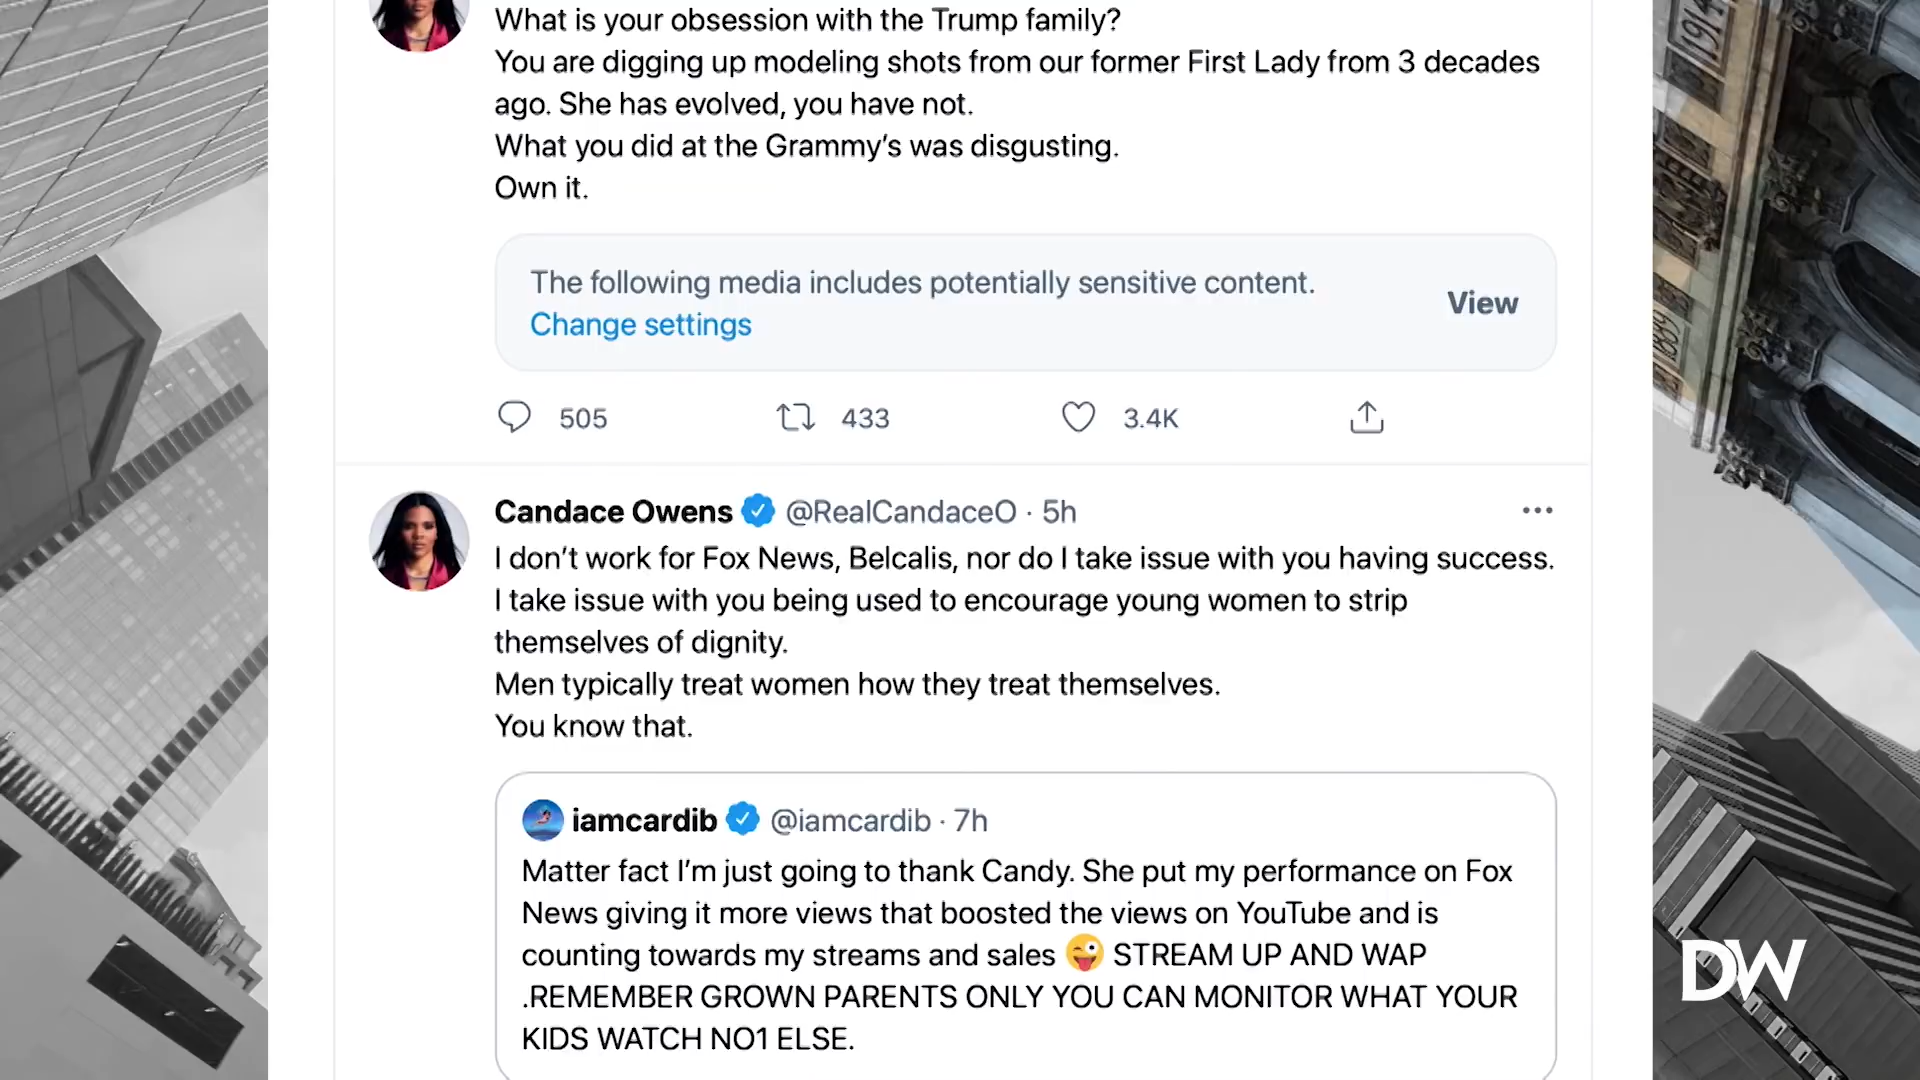 What is your obsession with the Trump family?
You are digging up modeling shots from our former First Lady from 3 decades
ago. She has evolved, you have not.
What you did at the Grammy’s was disgusting.
Own it.
The following media includes potentially sensitive content.
Change settings
View
505 433 3.4K
Candace Owens @RealCandaceO · 5h
I don’t work for Fox News, Belcalis, nor do I take issue with you having success.
I take issue with you being used to encourage young women to strip
themselves of dignity.
Men typically treat women how they treat themselves.
You know that.
iamcardib @iamcardib · 7h
Matter fact I’m just going to thank Candy. She put my performance on Fox
News giving it more views that boosted the views on YouTube and is
counting towards my streams and sales 😜 STREAM UP AND WAP
.REMEMBER GROWN PARENTS ONLY YOU CAN MONITOR WHAT YOUR
KIDS WATCH NO1 ELSE.
1914
DW